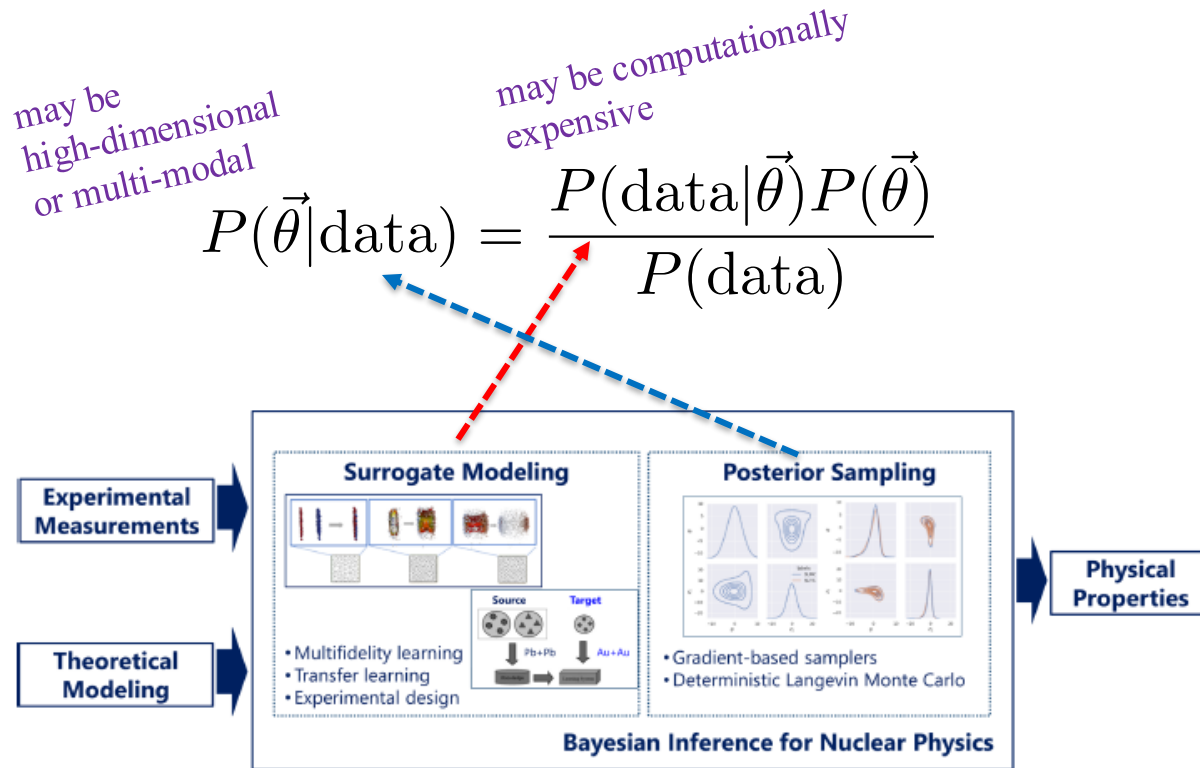 may be
high-dimensional
or multi-modal
may be computationally
expensive
P(θ⃗|data) = P(data|θ⃗)P(θ⃗) / P(data)
Experimental
Measurements
Theoretical
Modeling
Surrogate Modeling
Source
Target
Pb+Pb
Au+Au
•Multifidelity learning
•Transfer learning
•Experimental design
Posterior Sampling
•Gradient-based samplers
•Deterministic Langevin Monte Carlo
Bayesian Inference for Nuclear Physics
Physical
Properties